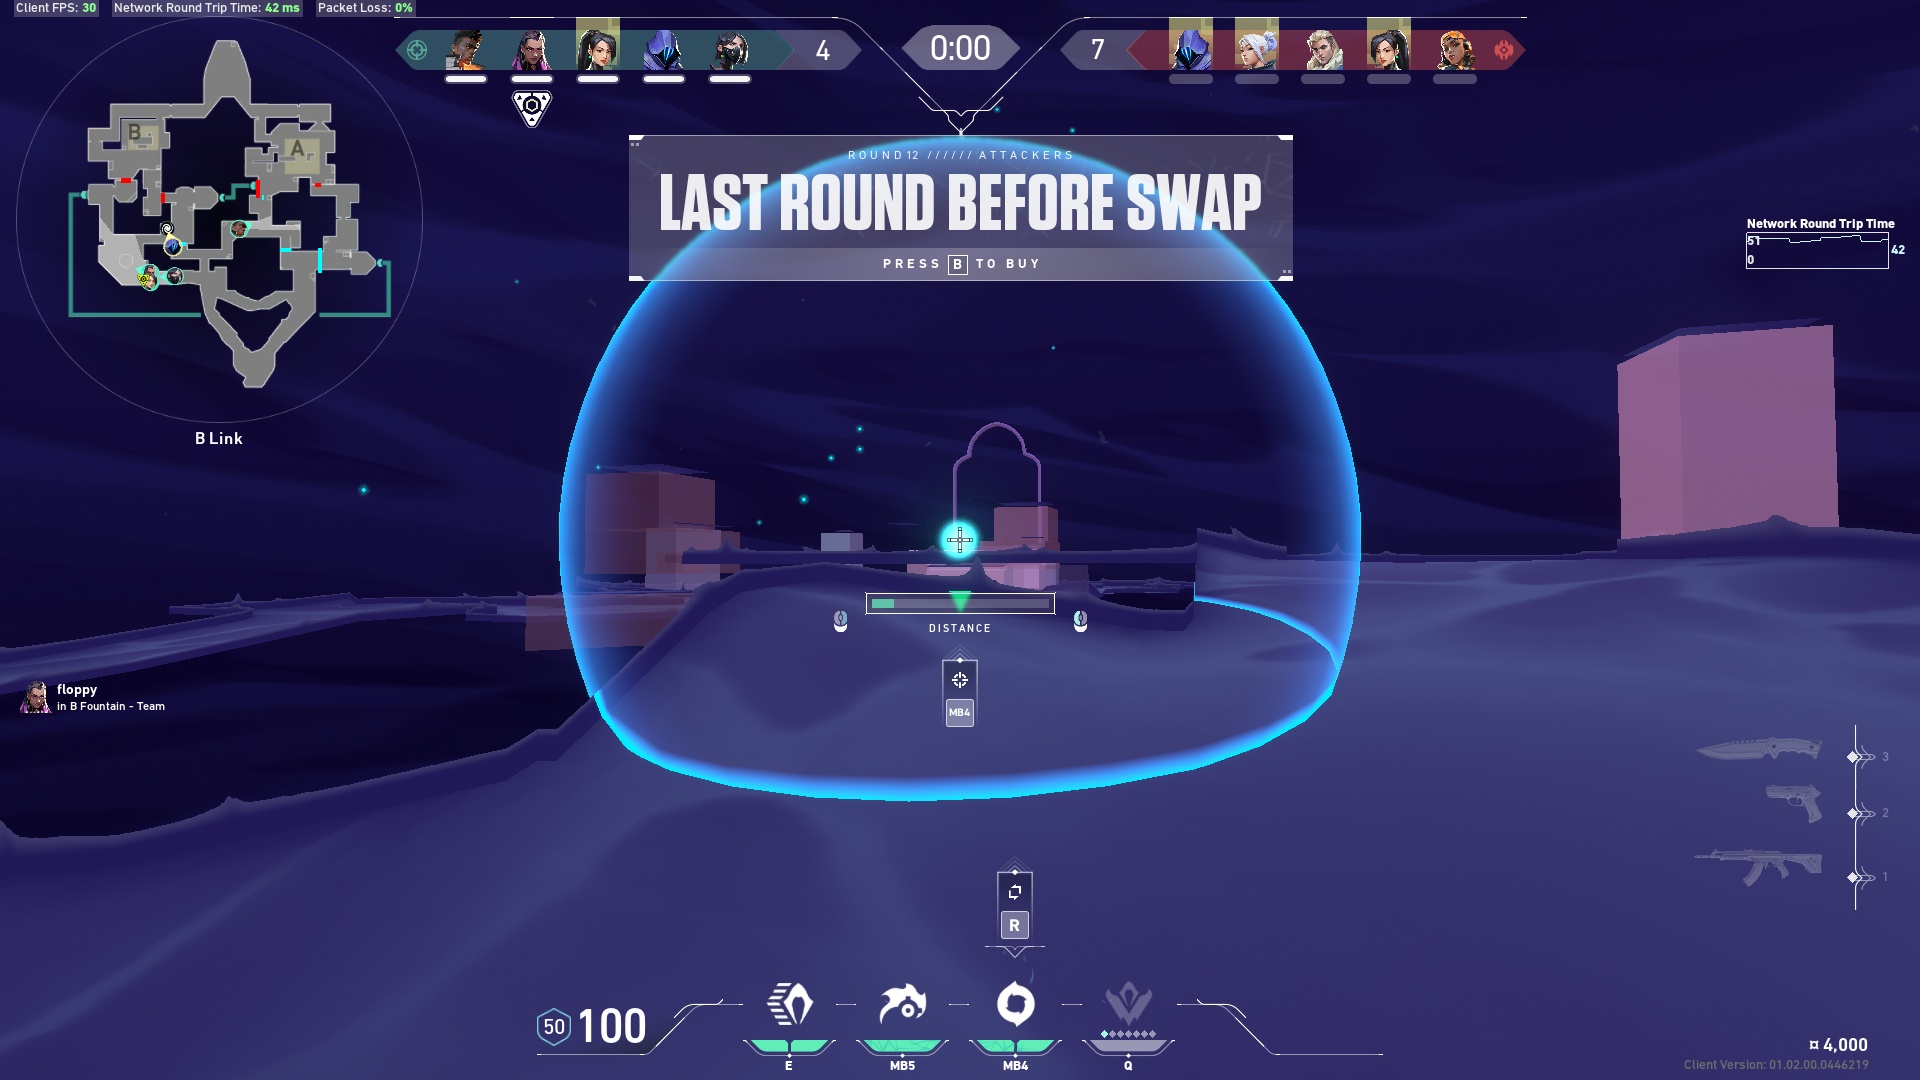 Client FPS: 30 Network Round Trip Time: 42 ms Packet Loss: 0%
4 0:00 7
B A
ROUND 12 ////// ATTACKERS
LAST ROUND BEFORE SWAP
PRESS B TO BUY
Network Round Trip Time
51
42
0
B Link
DISTANCE
floppy
in B Fountain - Team
MB4
3
2
1
R
50 100
E MB5 MB4 Q
¤ 4,000
Client Version: 01.02.00.0446219